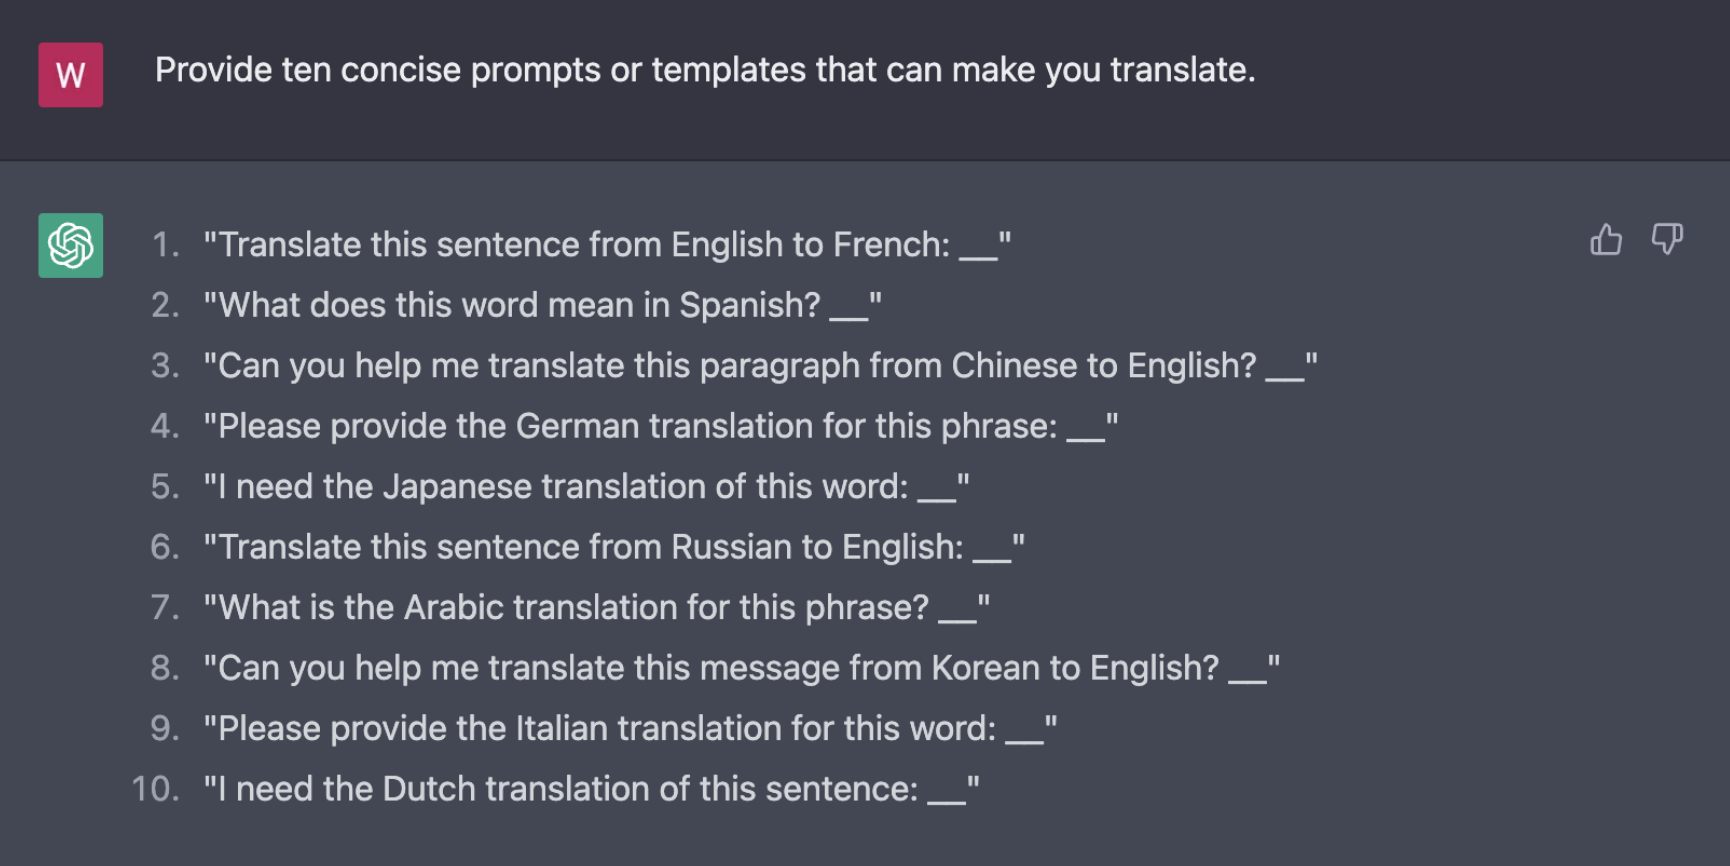 W
Provide ten concise prompts or templates that can make you translate.
1. "Translate this sentence from English to French: __"
2. "What does this word mean in Spanish? __"
3. "Can you help me translate this paragraph from Chinese to English? __"
4. "Please provide the German translation for this phrase: __"
5. "I need the Japanese translation of this word: __"
6. "Translate this sentence from Russian to English: __"
7. "What is the Arabic translation for this phrase? __"
8. "Can you help me translate this message from Korean to English? __"
9. "Please provide the Italian translation for this word: __"
10. "I need the Dutch translation of this sentence: __"